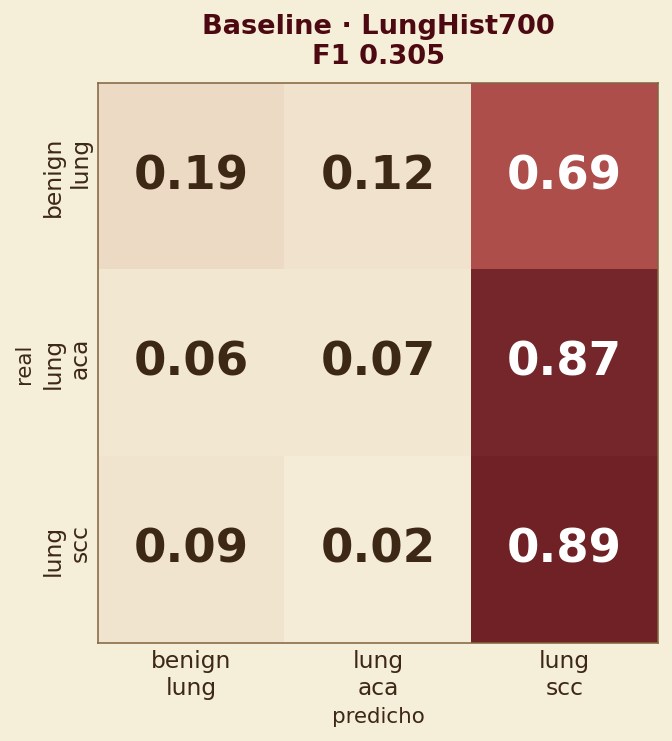 Baseline · LungHist700
F1 0.305
benign
lung
0.19 0.12 0.69
real
lung
aca
0.06 0.07 0.87
lung
scc
0.09 0.02 0.89
benign
lung
lung
aca
lung
scc
predicho